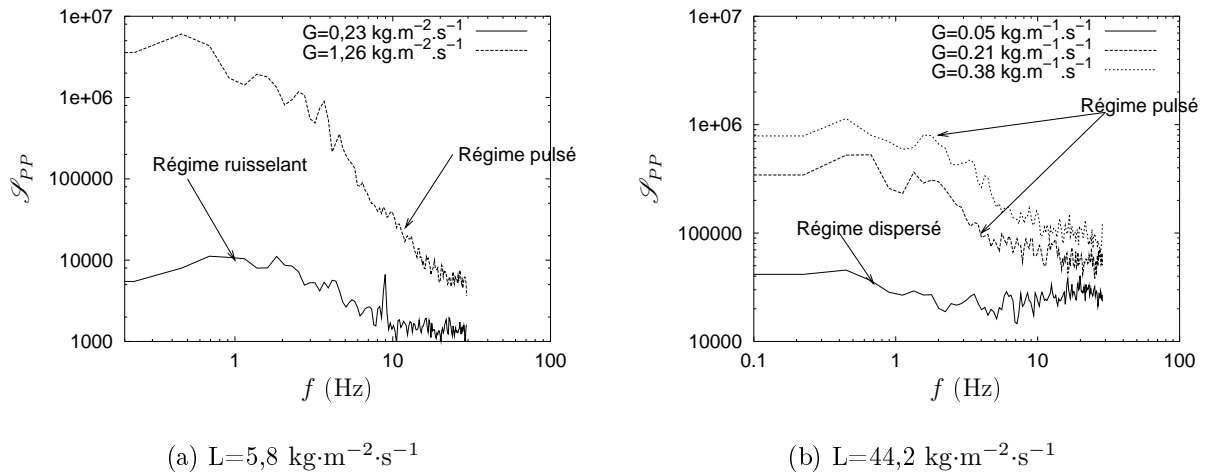 1e+07
1e+06
100000
10000
1000
𝒮_PP
G=0,23 kg.m⁻².s⁻¹
G=1,26 kg.m⁻².s⁻¹
Régime ruisselant
Régime pulsé
1 10 100
f (Hz)
(a) L=5,8 kg·m⁻²·s⁻¹
1e+07
1e+06
100000
10000
𝒮_PP
G=0.05 kg.m⁻¹.s⁻¹
G=0.21 kg.m⁻¹.s⁻¹
G=0.38 kg.m⁻¹.s⁻¹
Régime pulsé
Régime dispersé
0.1 1 10 100
f (Hz)
(b) L=44,2 kg·m⁻²·s⁻¹